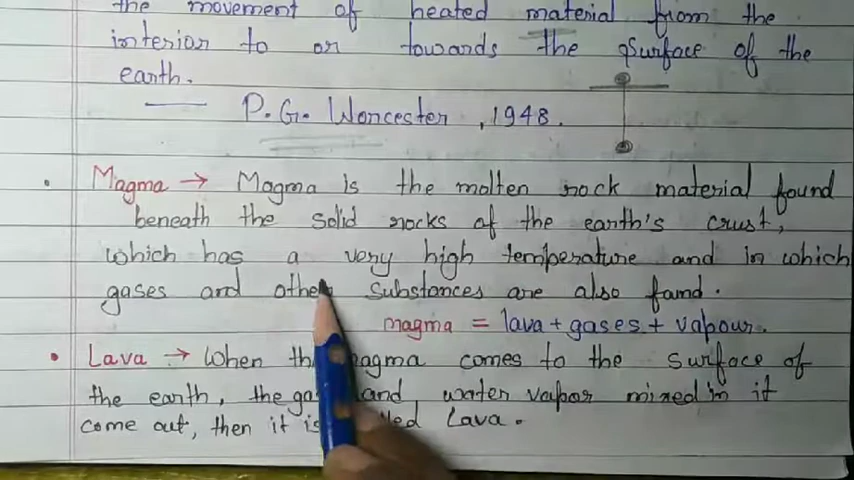 the movement of heated material from the
interior to or towards the surface of the
earth.
— P.G. Worcester, 1948.
• Magma → Magma is the molten rock material found
beneath the solid rocks of the earth's crust,
which has a very high temperature and in which
gases and other substances are also found.
magma = lava + gases + vapour.
• Lava → When the magma comes to the surface of
the earth, the gas and water vapor mixed in it
come out, then it is Lava.